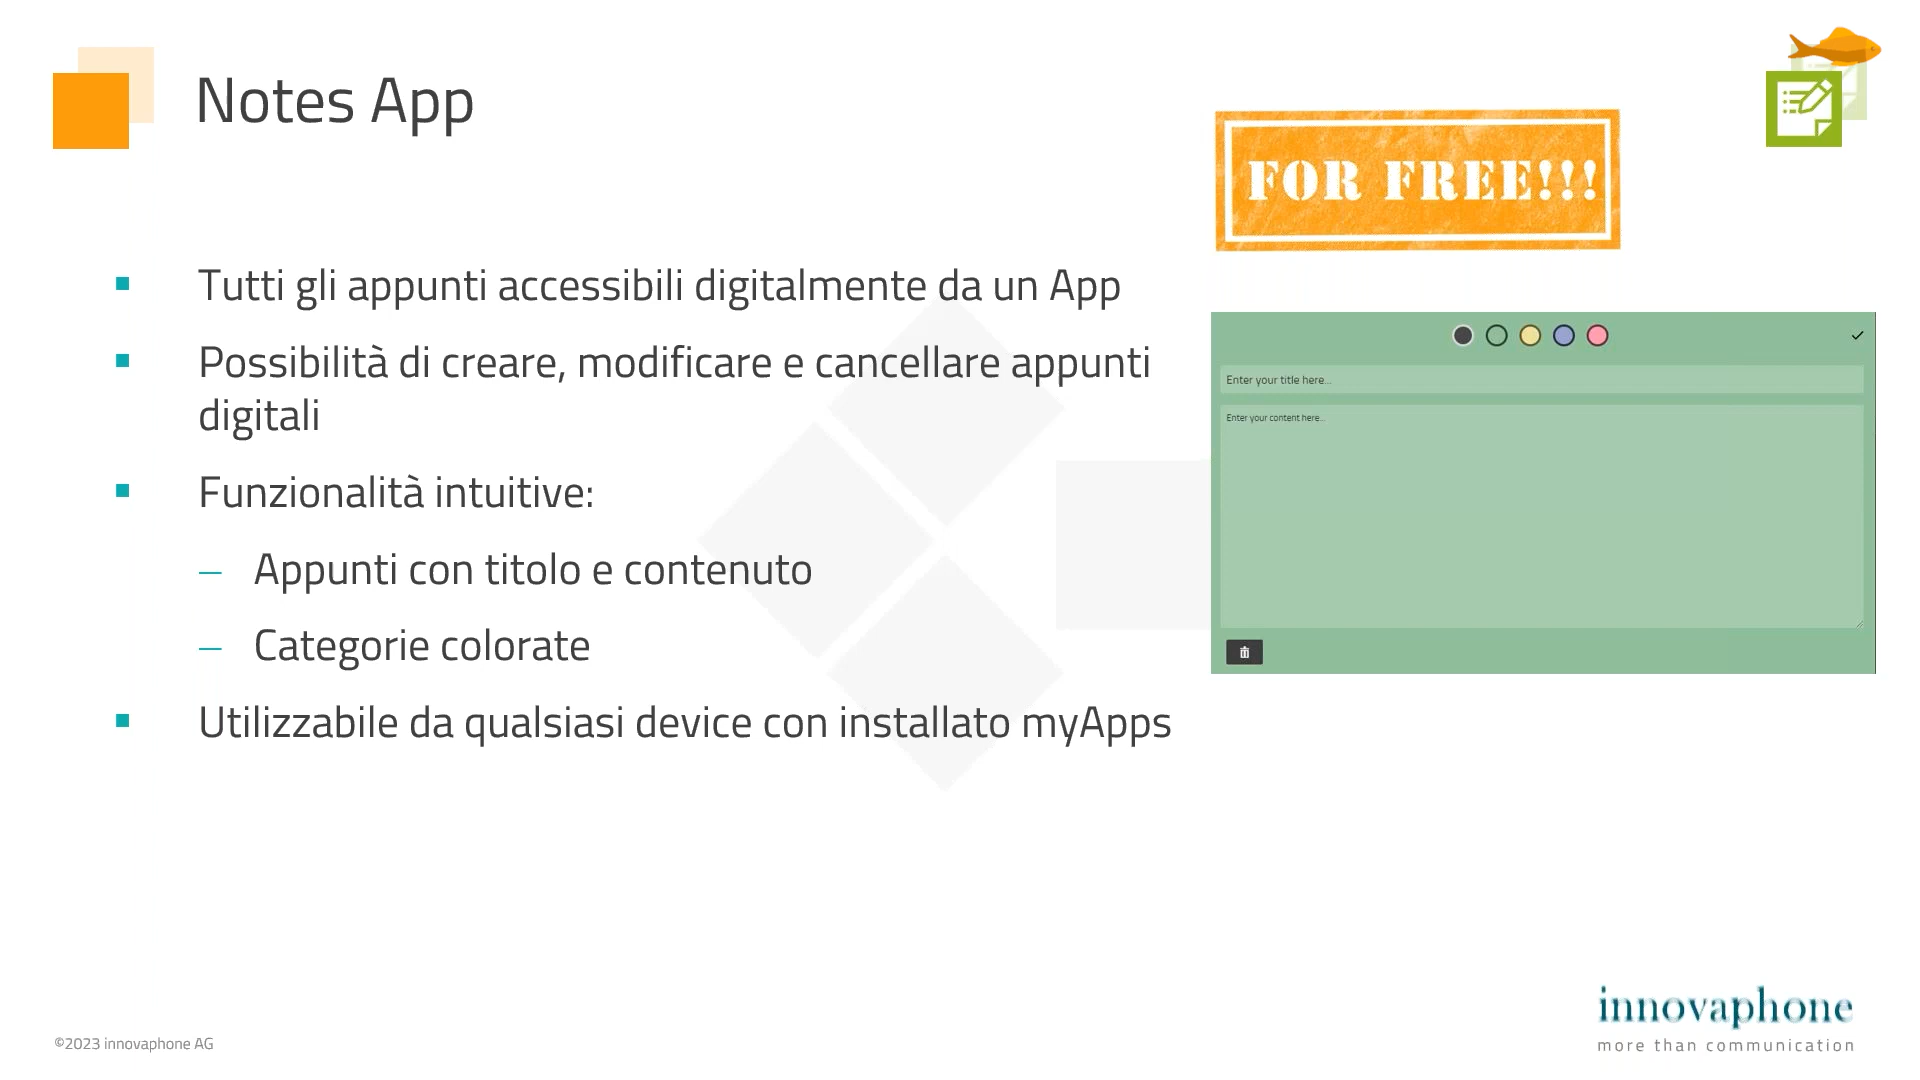 Notes App
FOR FREE!!!
Tutti gli appunti accessibili digitalmente da un App
Possibilità di creare, modificare e cancellare appunti
digitali
Funzionalità intuitive:
– Appunti con titolo e contenuto
– Categorie colorate
Utilizzabile da qualsiasi device con installato myApps
Enter your title here...
Enter your content here...
©2023 innovaphone AG
innovaphone
more than communication